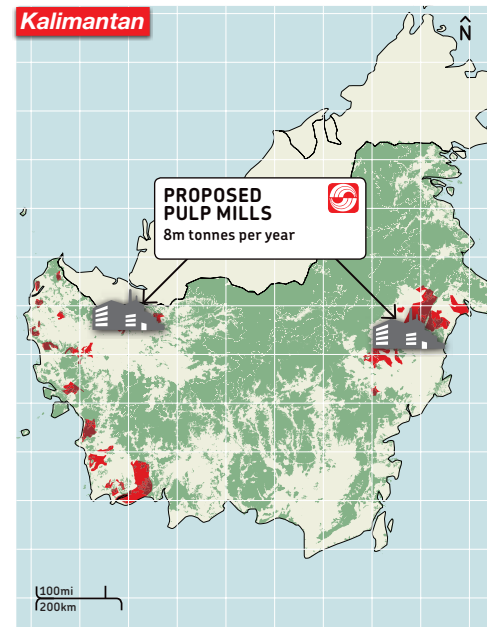 Kalimantan
N
PROPOSED
PULP MILLS
8m tonnes per year
100mi
200km